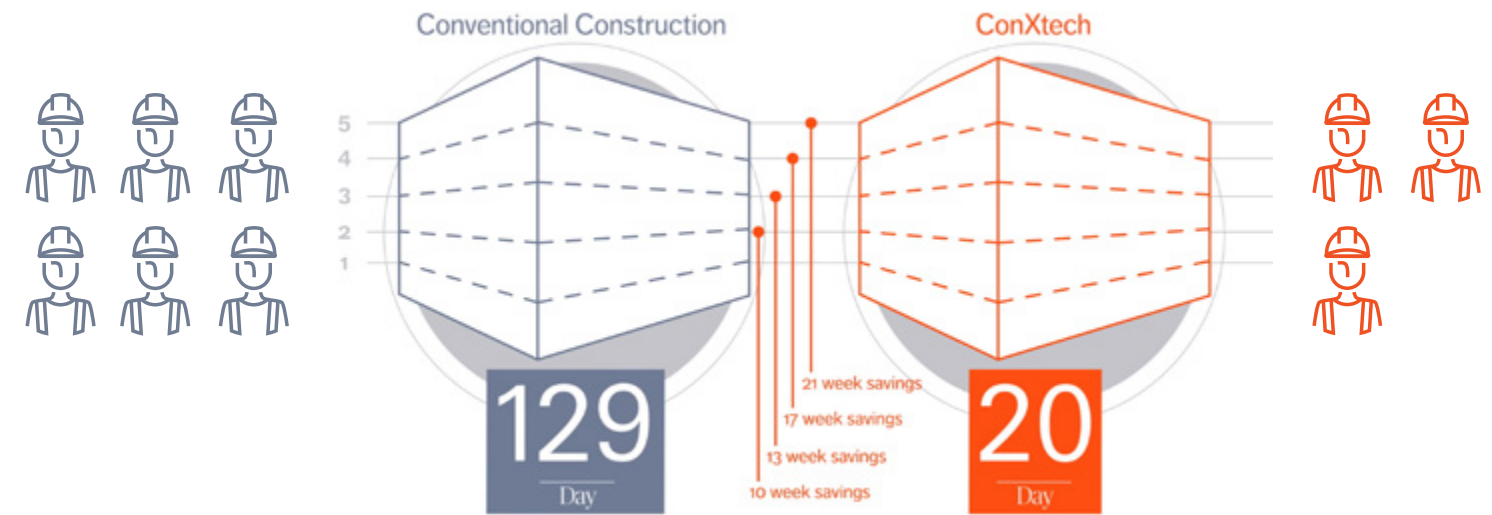 Conventional Construction
ConXtech
5
4
3
2
1
21 week savings
17 week savings
13 week savings
10 week savings
129
Day
20
Day